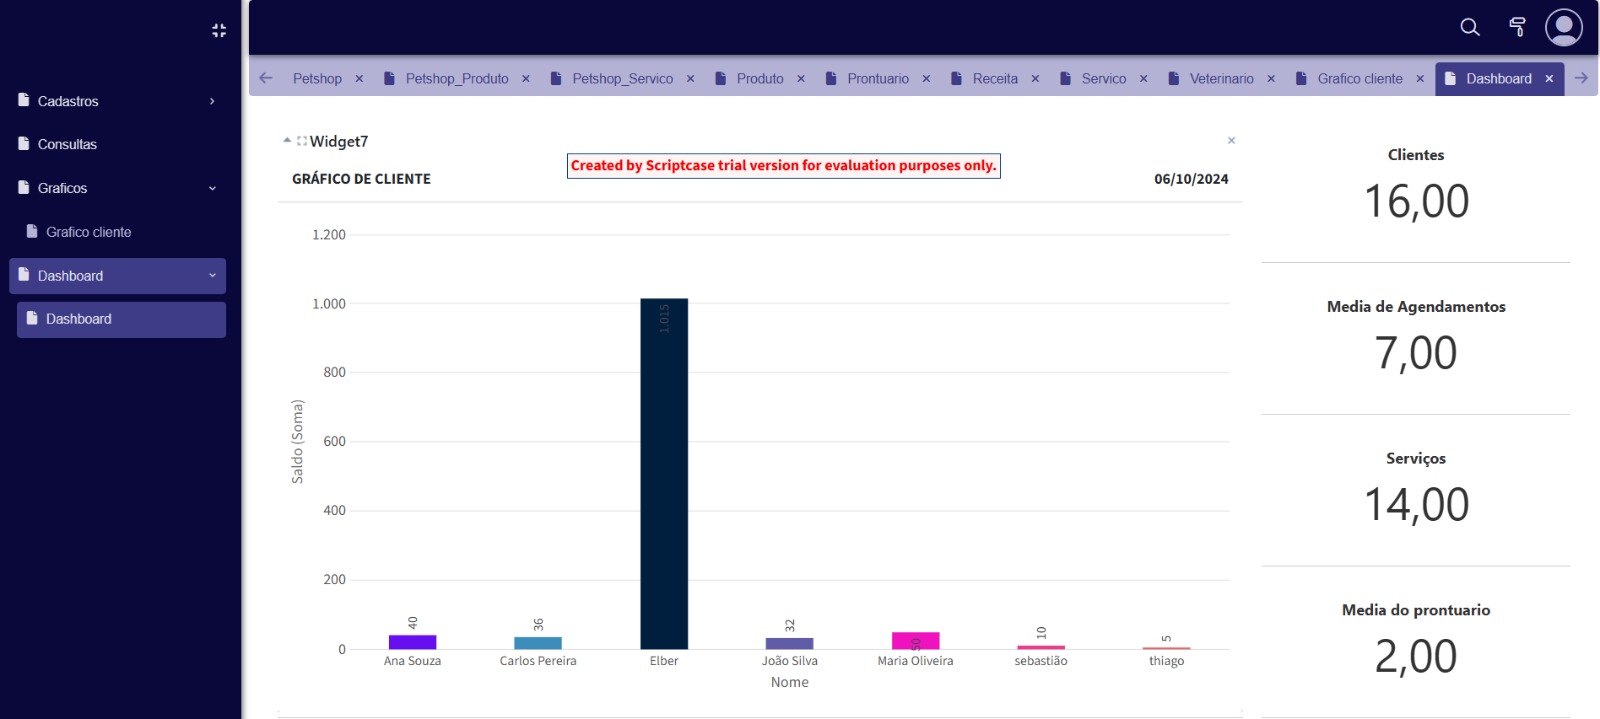 Petshop
Petshop_Produto
Petshop_Servico
Produto
Prontuario
Receita
Servico
Veterinario
Grafico cliente
Dashboard
Cadastros
Consultas
Graficos
Grafico cliente
Dashboard
Dashboard
Widget7
Created by Scriptcase trial version for evaluation purposes only.
GRÁFICO DE CLIENTE
06/10/2024
1.200
1.000
800
600
400
200
0
Saldo (Soma)
40
36
1.015
32
50
10
5
Ana Souza
Carlos Pereira
Elber
João Silva
Maria Oliveira
sebastião
thiago
Nome
Clientes
16,00
Media de Agendamentos
7,00
Serviços
14,00
Media do prontuario
2,00